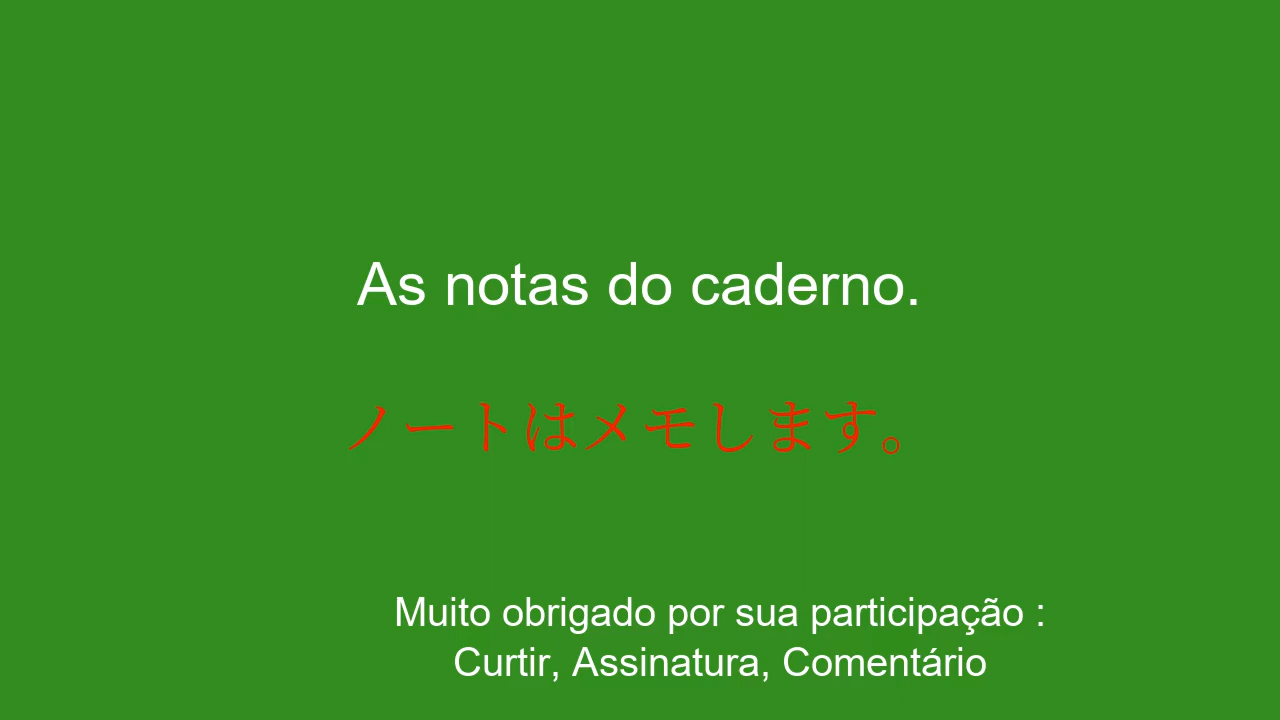 As notas do caderno.
ノートはメモします。
Muito obrigado por sua participação :
Curtir, Assinatura, Comentário